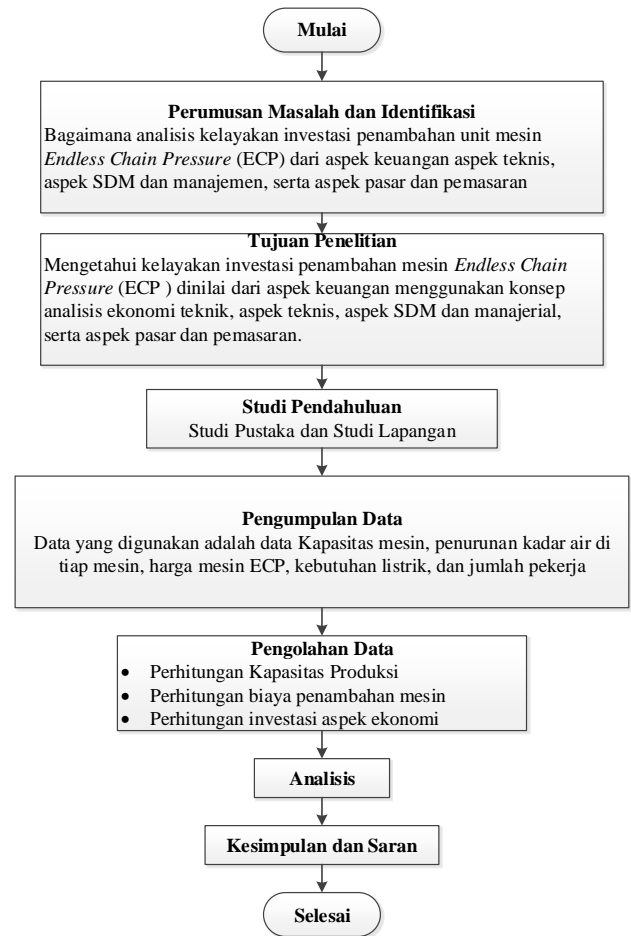 Mulai
Perumusan Masalah dan Identifikasi
Bagaimana analisis kelayakan investasi penambahan unit mesin
Endless Chain Pressure (ECP) dari aspek keuangan aspek teknis,
aspek SDM dan manajemen, serta aspek pasar dan pemasaran
Tujuan Penelitian
Mengetahui kelayakan investasi penambahan mesin Endless Chain
Pressure (ECP ) dinilai dari aspek keuangan menggunakan konsep
analisis ekonomi teknik, aspek teknis, aspek SDM dan manajerial,
serta aspek pasar dan pemasaran.
Studi Pendahuluan
Studi Pustaka dan Studi Lapangan
Pengumpulan Data
Data yang digunakan adalah data Kapasitas mesin, penurunan kadar air di
tiap mesin, harga mesin ECP, kebutuhan listrik, dan jumlah pekerja
Pengolahan Data
• Perhitungan Kapasitas Produksi
• Perhitungan biaya penambahan mesin
• Perhitungan investasi aspek ekonomi
Analisis
Kesimpulan dan Saran
Selesai